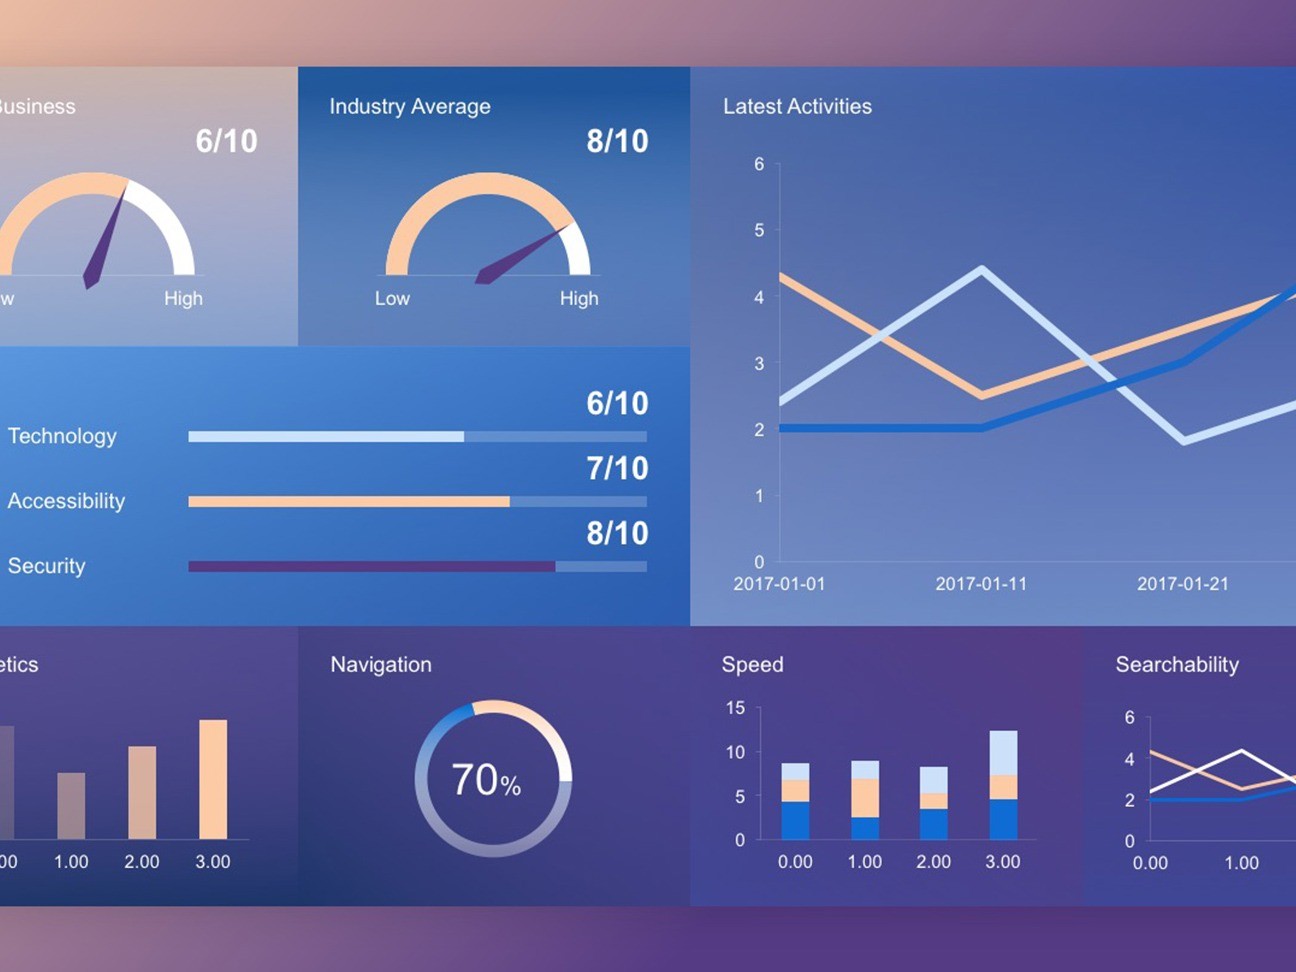 Business
6/10
w
High
Industry Average
8/10
Low
High
Latest Activities
6
5
4
3
2
1
0
2017-01-01
2017-01-11
2017-01-21
6/10
Technology
7/10
Accessibility
8/10
Security
etics
00
1.00
2.00
3.00
Navigation
70%
Speed
15
10
5
0
0.00
1.00
2.00
3.00
Searchability
6
4
2
0
0.00
1.00